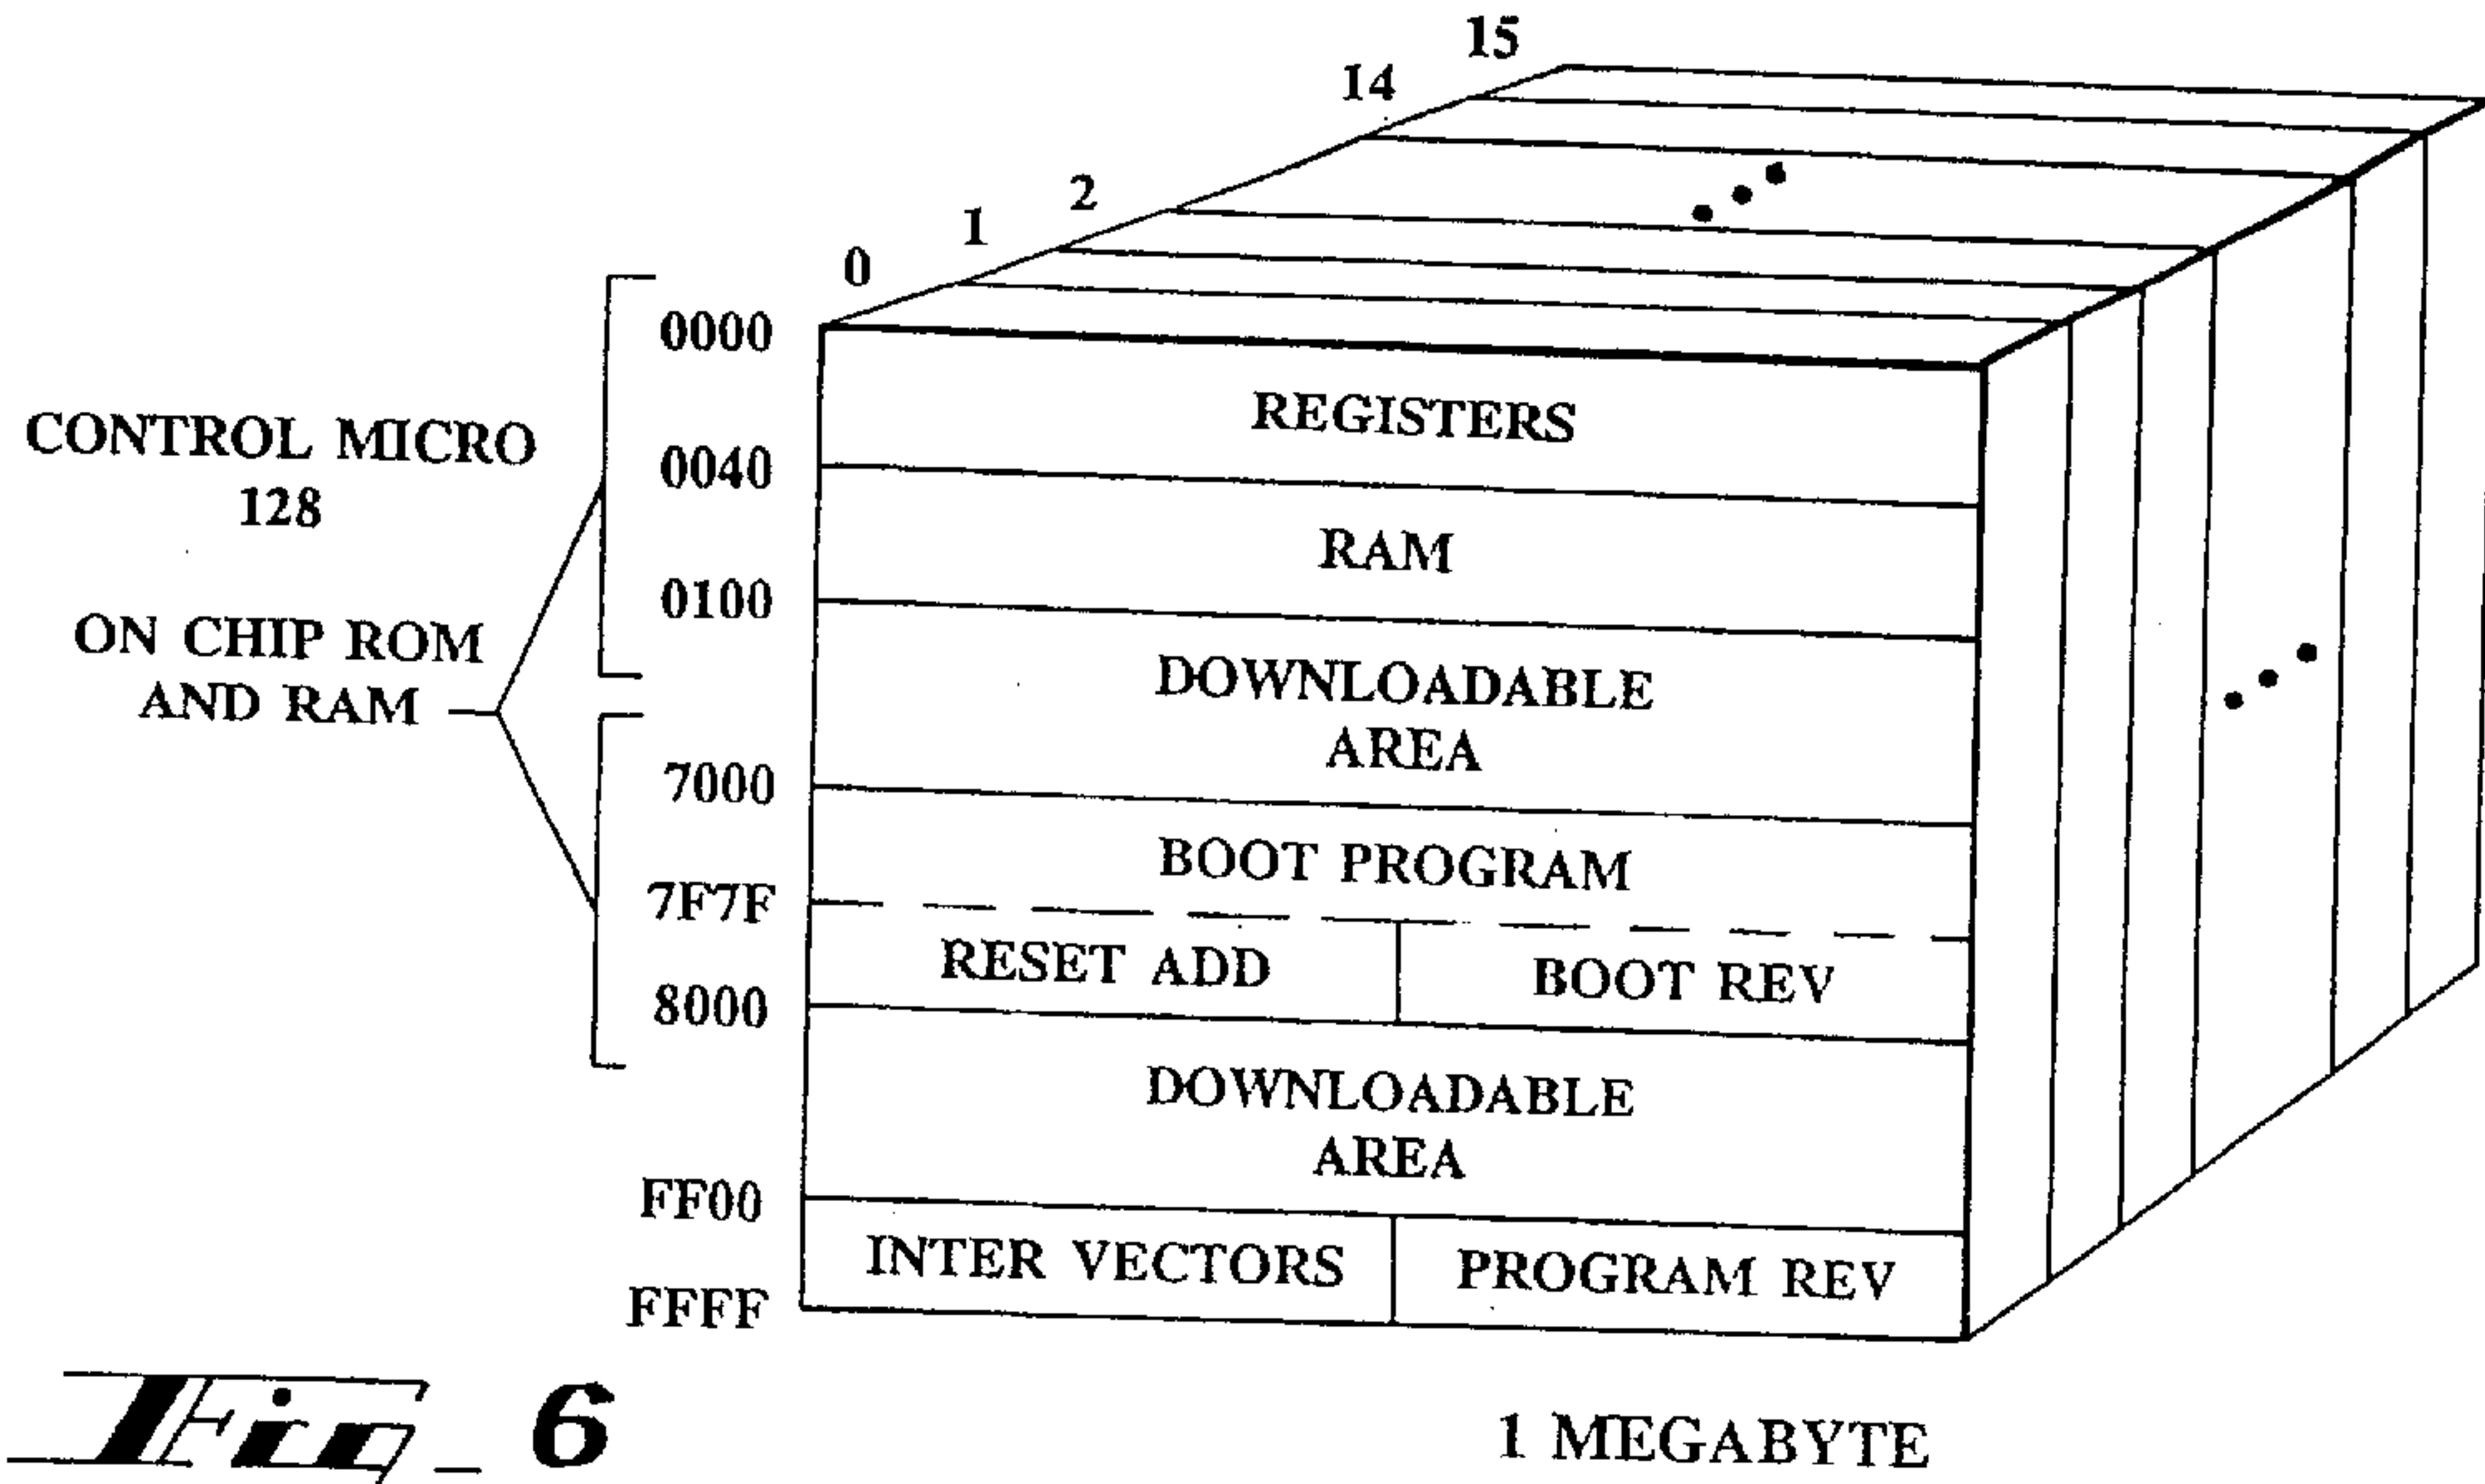 15
14
2
1
0
0000
REGISTERS
CONTROL MICRO
128
0040
RAM
0100
ON CHIP ROM
AND RAM
DOWNLOADABLE
AREA
7000
BOOT PROGRAM
7F7F
RESET ADD
BOOT REV
8000
DOWNLOADABLE
AREA
FF00
INTER VECTORS
PROGRAM REV
FFFF
Fig_6
1 MEGABYTE